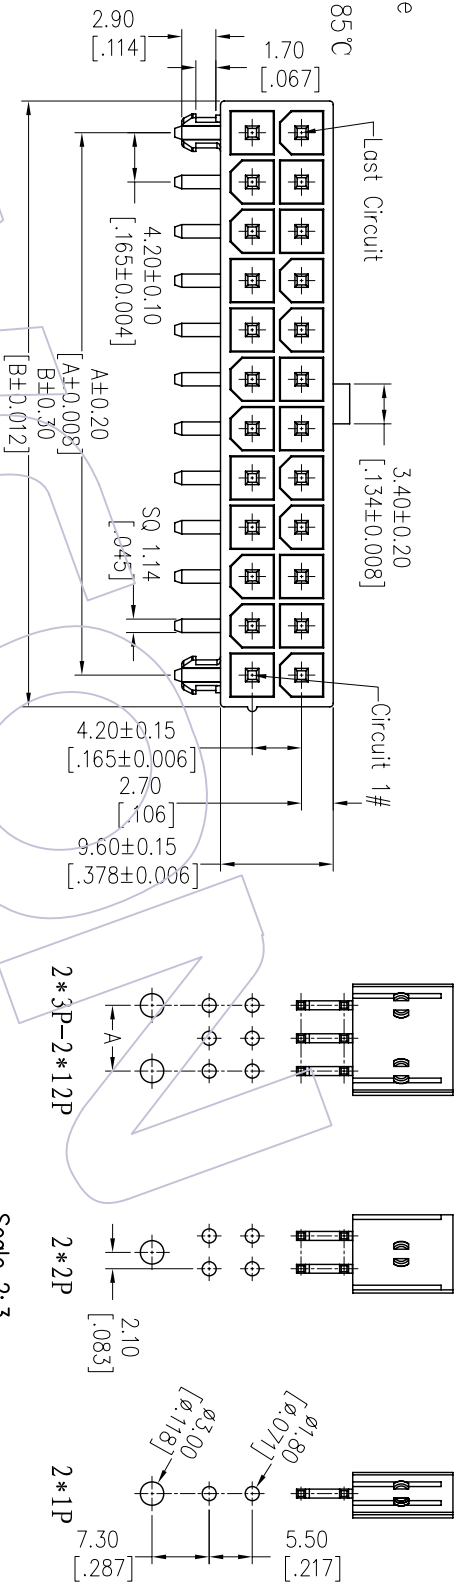 e
85℃
2.90
[.114]
1.70
[.067]
Last Circuit
4.20±0.10
[.165±0.004]
A±0.20
[A±0.008]
B±0.30
[B±0.012]
3.40±0.20
[.134±0.008]
SQ 1.14
[.045]
Circuit 1#
4.20±0.15
[.165±0.006]
2.70
[.106]
9.60±0.15
[.378±0.006]
A
2*3P-2*12P
2*2P
2.10
[.083]
Scale 2:3
ø1.80
[ø.071]
ø3.00
[ø.118]
2*1P
7.30
[.287]
5.50
[.217]